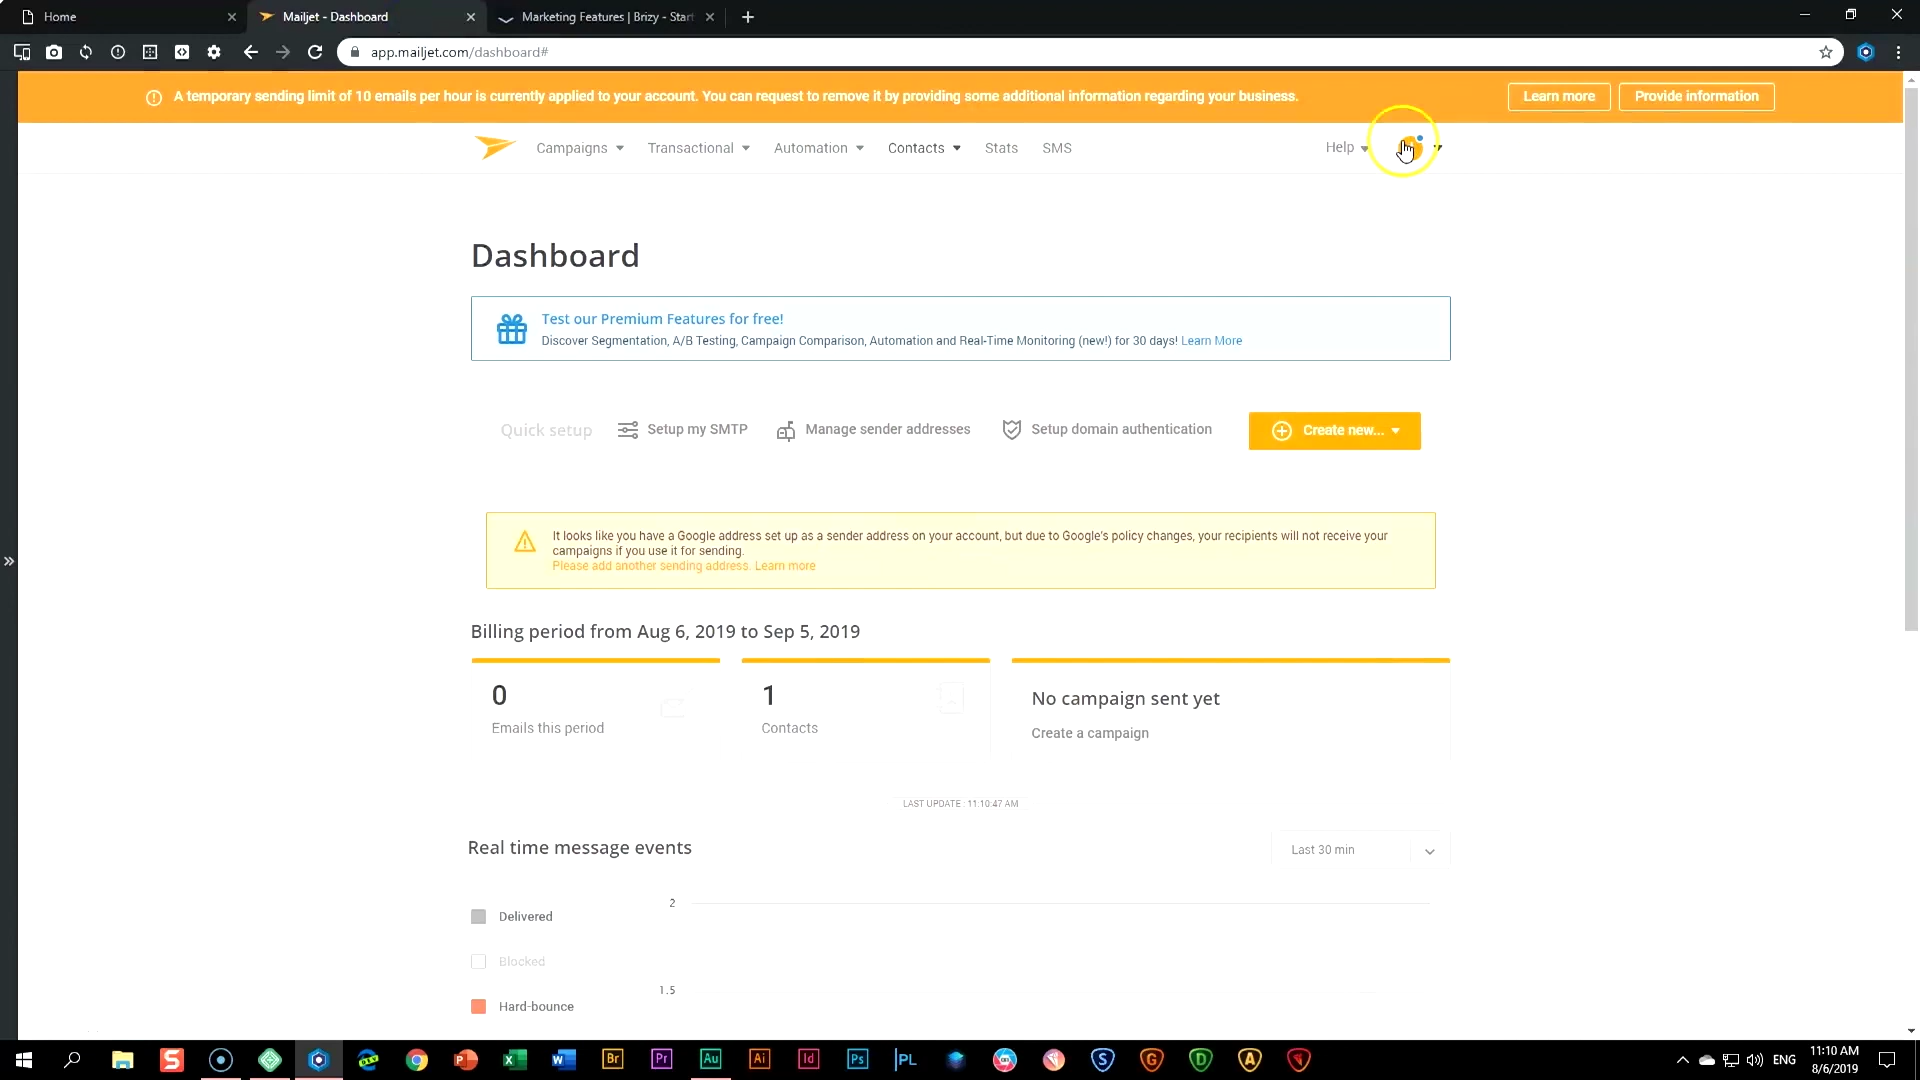 Home
Mailjet - Dashboard
Marketing Features | Brizy - Start
app.mailjet.com/dashboard#
A temporary sending limit of 10 emails per hour is currently applied to your account. You can request to remove it by providing some additional information regarding your business.
Learn more
Provide information
Campaigns
Transactional
Automation
Contacts
Stats
SMS
Help
Dashboard
Test our Premium Features for free!
Discover Segmentation, A/B Testing, Campaign Comparison, Automation and Real-Time Monitoring (new!) for 30 days! Learn More
Quick setup
Setup my SMTP
Manage sender addresses
Setup domain authentication
Create new...
It looks like you have a Google address set up as a sender address on your account, but due to Google's policy changes, your recipients will not receive your
campaigns if you use it for sending.
Please add another sending address. Learn more
Billing period from Aug 6, 2019 to Sep 5, 2019
0
Emails this period
1
Contacts
No campaign sent yet
Create a campaign
LAST UPDATE : 11:10:47 AM
Real time message events
Last 30 min
Delivered
Blocked
Hard-bounce
2
1.5
S
P
X
W
Br
Pr
Au
Ai
Id
Ps
PL
S
G
D
A
ENG
11:10 AM
8/6/2019